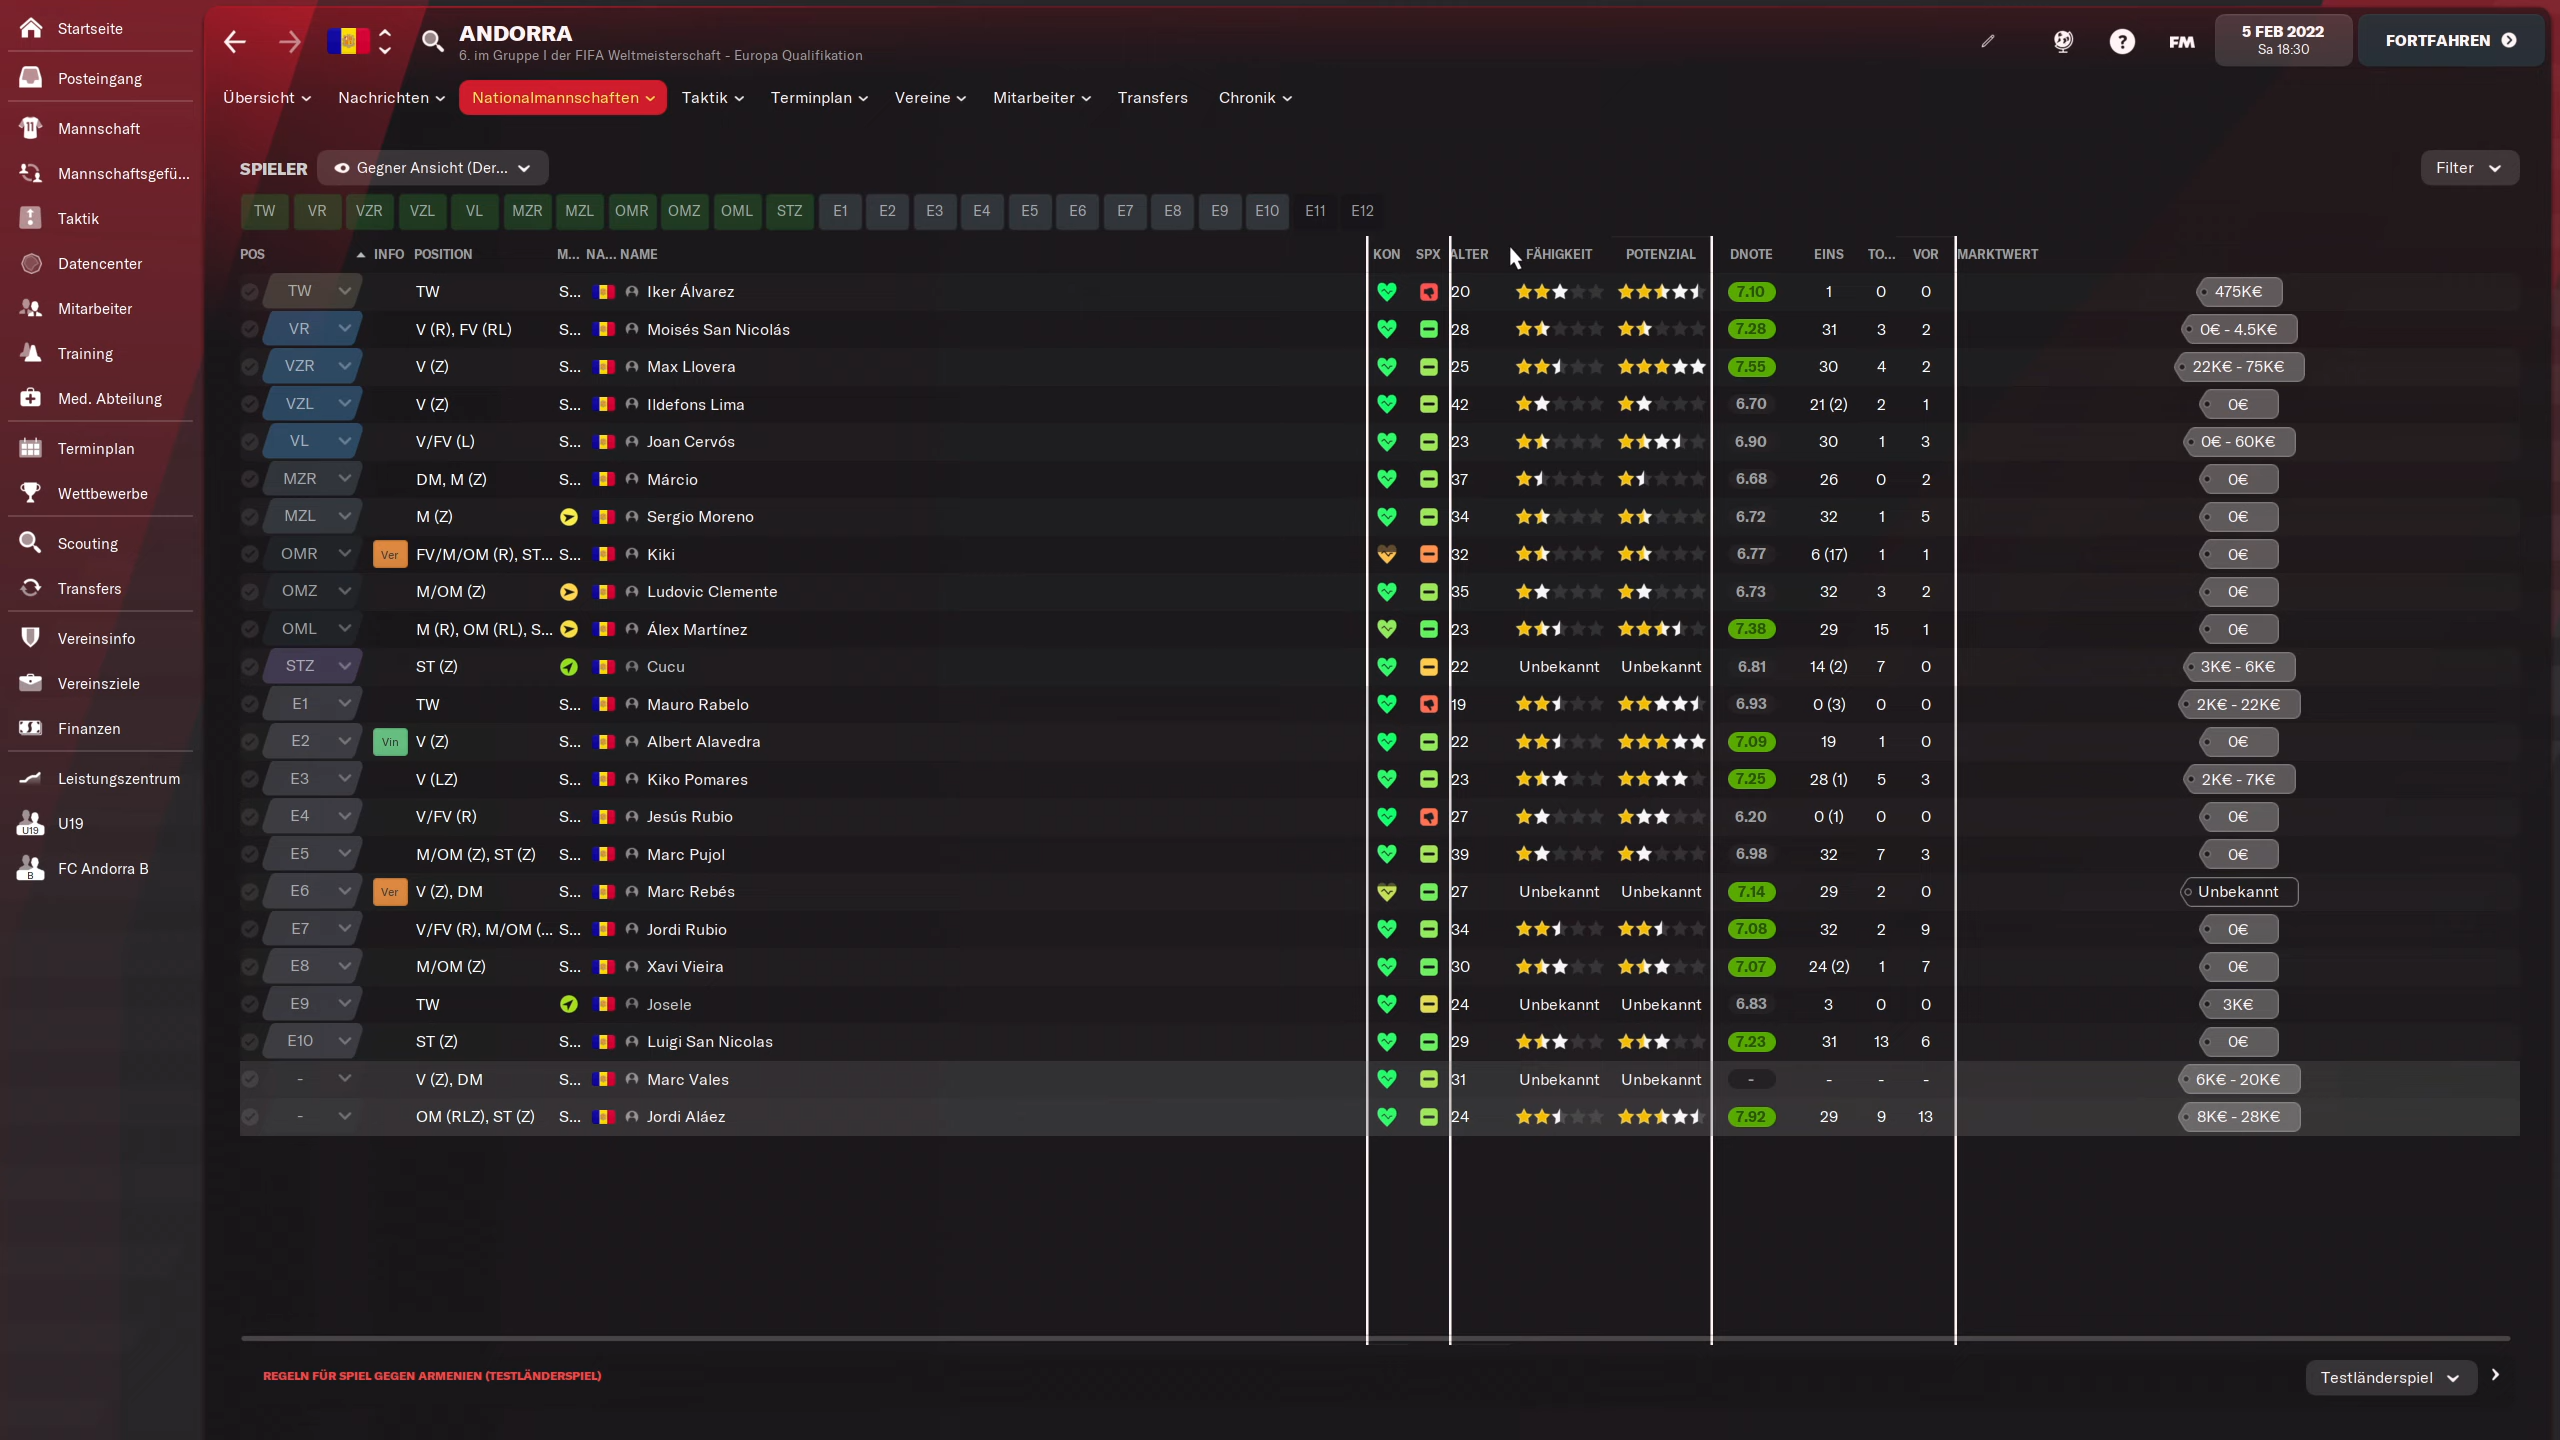 Startseite
Posteingang
Mannschaft
Mannschaftsgefü...
Taktik
Datencenter
Mitarbeiter
Training
Med. Abteilung
Terminplan
Wettbewerbe
Scouting
Transfers
Vereinsinfo
Vereinsziele
Finanzen
Leistungszentrum
U19 U19
B FC Andorra B
ANDORRA
6. im Gruppe I der FIFA Weltmeisterschaft - Europa Qualifikation
? FM 5 FEB 2022
Sa 18:30
FORTFAHREN
Übersicht Nachrichten Nationalmannschaften Taktik Terminplan Vereine Mitarbeiter Transfers Chronik
SPIELER Gegner Ansicht (Der... Filter
TW VR VZR VZL VL MZR MZL OMR OMZ OML STZ E1 E2 E3 E4 E5 E6 E7 E8 E9 E10 E11 E12
POS INFO POSITION M... NA... NAME KON SPX ALTER FÄHIGKEIT POTENZIAL DNOTE EINS TO... VOR MARKTWERT
TW TW S... Iker Álvarez 20 7.10 1 0 0 475K€
VR V (R), FV (RL) S... Moisés San Nicolás 28 7.28 31 3 2 0€ - 4.5K€
VZR V (Z) S... Max Llovera 25 7.55 30 4 2 22K€ - 75K€
VZL V (Z) S... Ildefons Lima 42 6.70 21 (2) 2 1 0€
VL V/FV (L) S... Joan Cervós 23 6.90 30 1 3 0€ - 60K€
MZR DM, M (Z) S... Márcio 37 6.68 26 0 2 0€
MZL M (Z) Sergio Moreno 34 6.72 32 1 5 0€
OMR Ver FV/M/OM (R), ST... S... Kiki 32 6.77 6 (17) 1 1 0€
OMZ M/OM (Z) Ludovic Clemente 35 6.73 32 3 2 0€
OML M (R), OM (RL), S... Álex Martínez 23 7.38 29 15 1 0€
STZ ST (Z) Cucu 22 Unbekannt Unbekannt 6.81 14 (2) 7 0 3K€ - 6K€
E1 TW S... Mauro Rabelo 19 6.93 0 (3) 0 0 2K€ - 22K€
E2 Vin V (Z) S... Albert Alavedra 22 7.09 19 1 0 0€
E3 V (LZ) S... Kiko Pomares 23 7.25 28 (1) 5 3 2K€ - 7K€
E4 V/FV (R) S... Jesús Rubio 27 6.20 0 (1) 0 0 0€
E5 M/OM (Z), ST (Z) S... Marc Pujol 39 6.98 32 7 3 0€
E6 Ver V (Z), DM S... Marc Rebés 27 Unbekannt Unbekannt 7.14 29 2 0 Unbekannt
E7 V/FV (R), M/OM (... S... Jordi Rubio 34 7.08 32 2 9 0€
E8 M/OM (Z) S... Xavi Vieira 30 7.07 24 (2) 1 7 0€
E9 TW Josele 24 Unbekannt Unbekannt 6.83 3 0 0 3K€
E10 ST (Z) S... Luigi San Nicolas 29 7.23 31 13 6 0€
- V (Z), DM S... Marc Vales 31 Unbekannt Unbekannt - - - - 6K€ - 20K€
- OM (RLZ), ST (Z) S... Jordi Aláez 24 7.92 29 9 13 8K€ - 28K€
REGELN FÜR SPIEL GEGEN ARMENIEN (TESTLÄNDERSPIEL) Testländerspiel